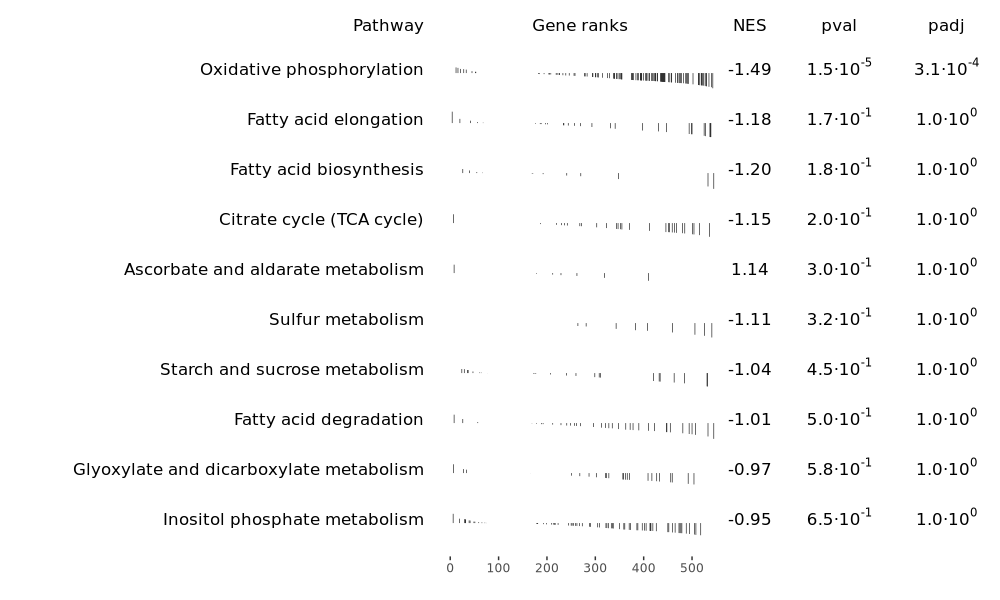 Pathway Gene ranks NES pval padj
Oxidative phosphorylation -1.49 1.5·10⁻⁵ 3.1·10⁻⁴
Fatty acid elongation -1.18 1.7·10⁻¹ 1.0·10⁰
Fatty acid biosynthesis -1.20 1.8·10⁻¹ 1.0·10⁰
Citrate cycle (TCA cycle) -1.15 2.0·10⁻¹ 1.0·10⁰
Ascorbate and aldarate metabolism 1.14 3.0·10⁻¹ 1.0·10⁰
Sulfur metabolism -1.11 3.2·10⁻¹ 1.0·10⁰
Starch and sucrose metabolism -1.04 4.5·10⁻¹ 1.0·10⁰
Fatty acid degradation -1.01 5.0·10⁻¹ 1.0·10⁰
Glyoxylate and dicarboxylate metabolism -0.97 5.8·10⁻¹ 1.0·10⁰
Inositol phosphate metabolism -0.95 6.5·10⁻¹ 1.0·10⁰
0 100 200 300 400 500